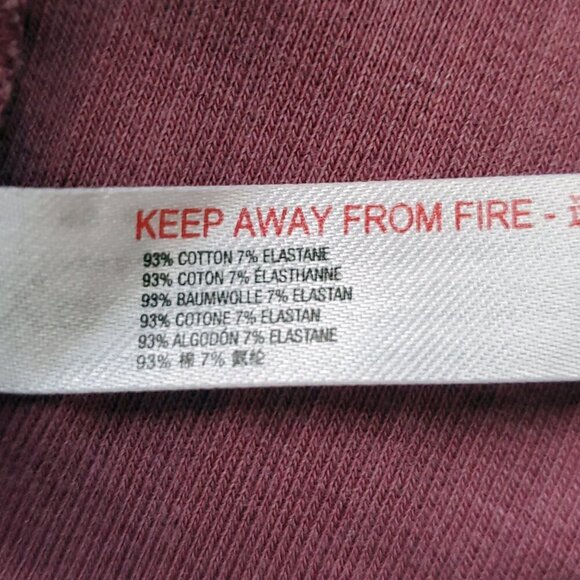 KEEP AWAY FROM FIRE -
93% COTTON 7% ELASTANE
93% COTON 7% ÉLASTHANNE
93% BAUMWOLLE 7% ELASTAN
93% COTONE 7% ELASTAN
93% ALGODÓN 7% ELASTANE
93% 棉 7% 氨纶